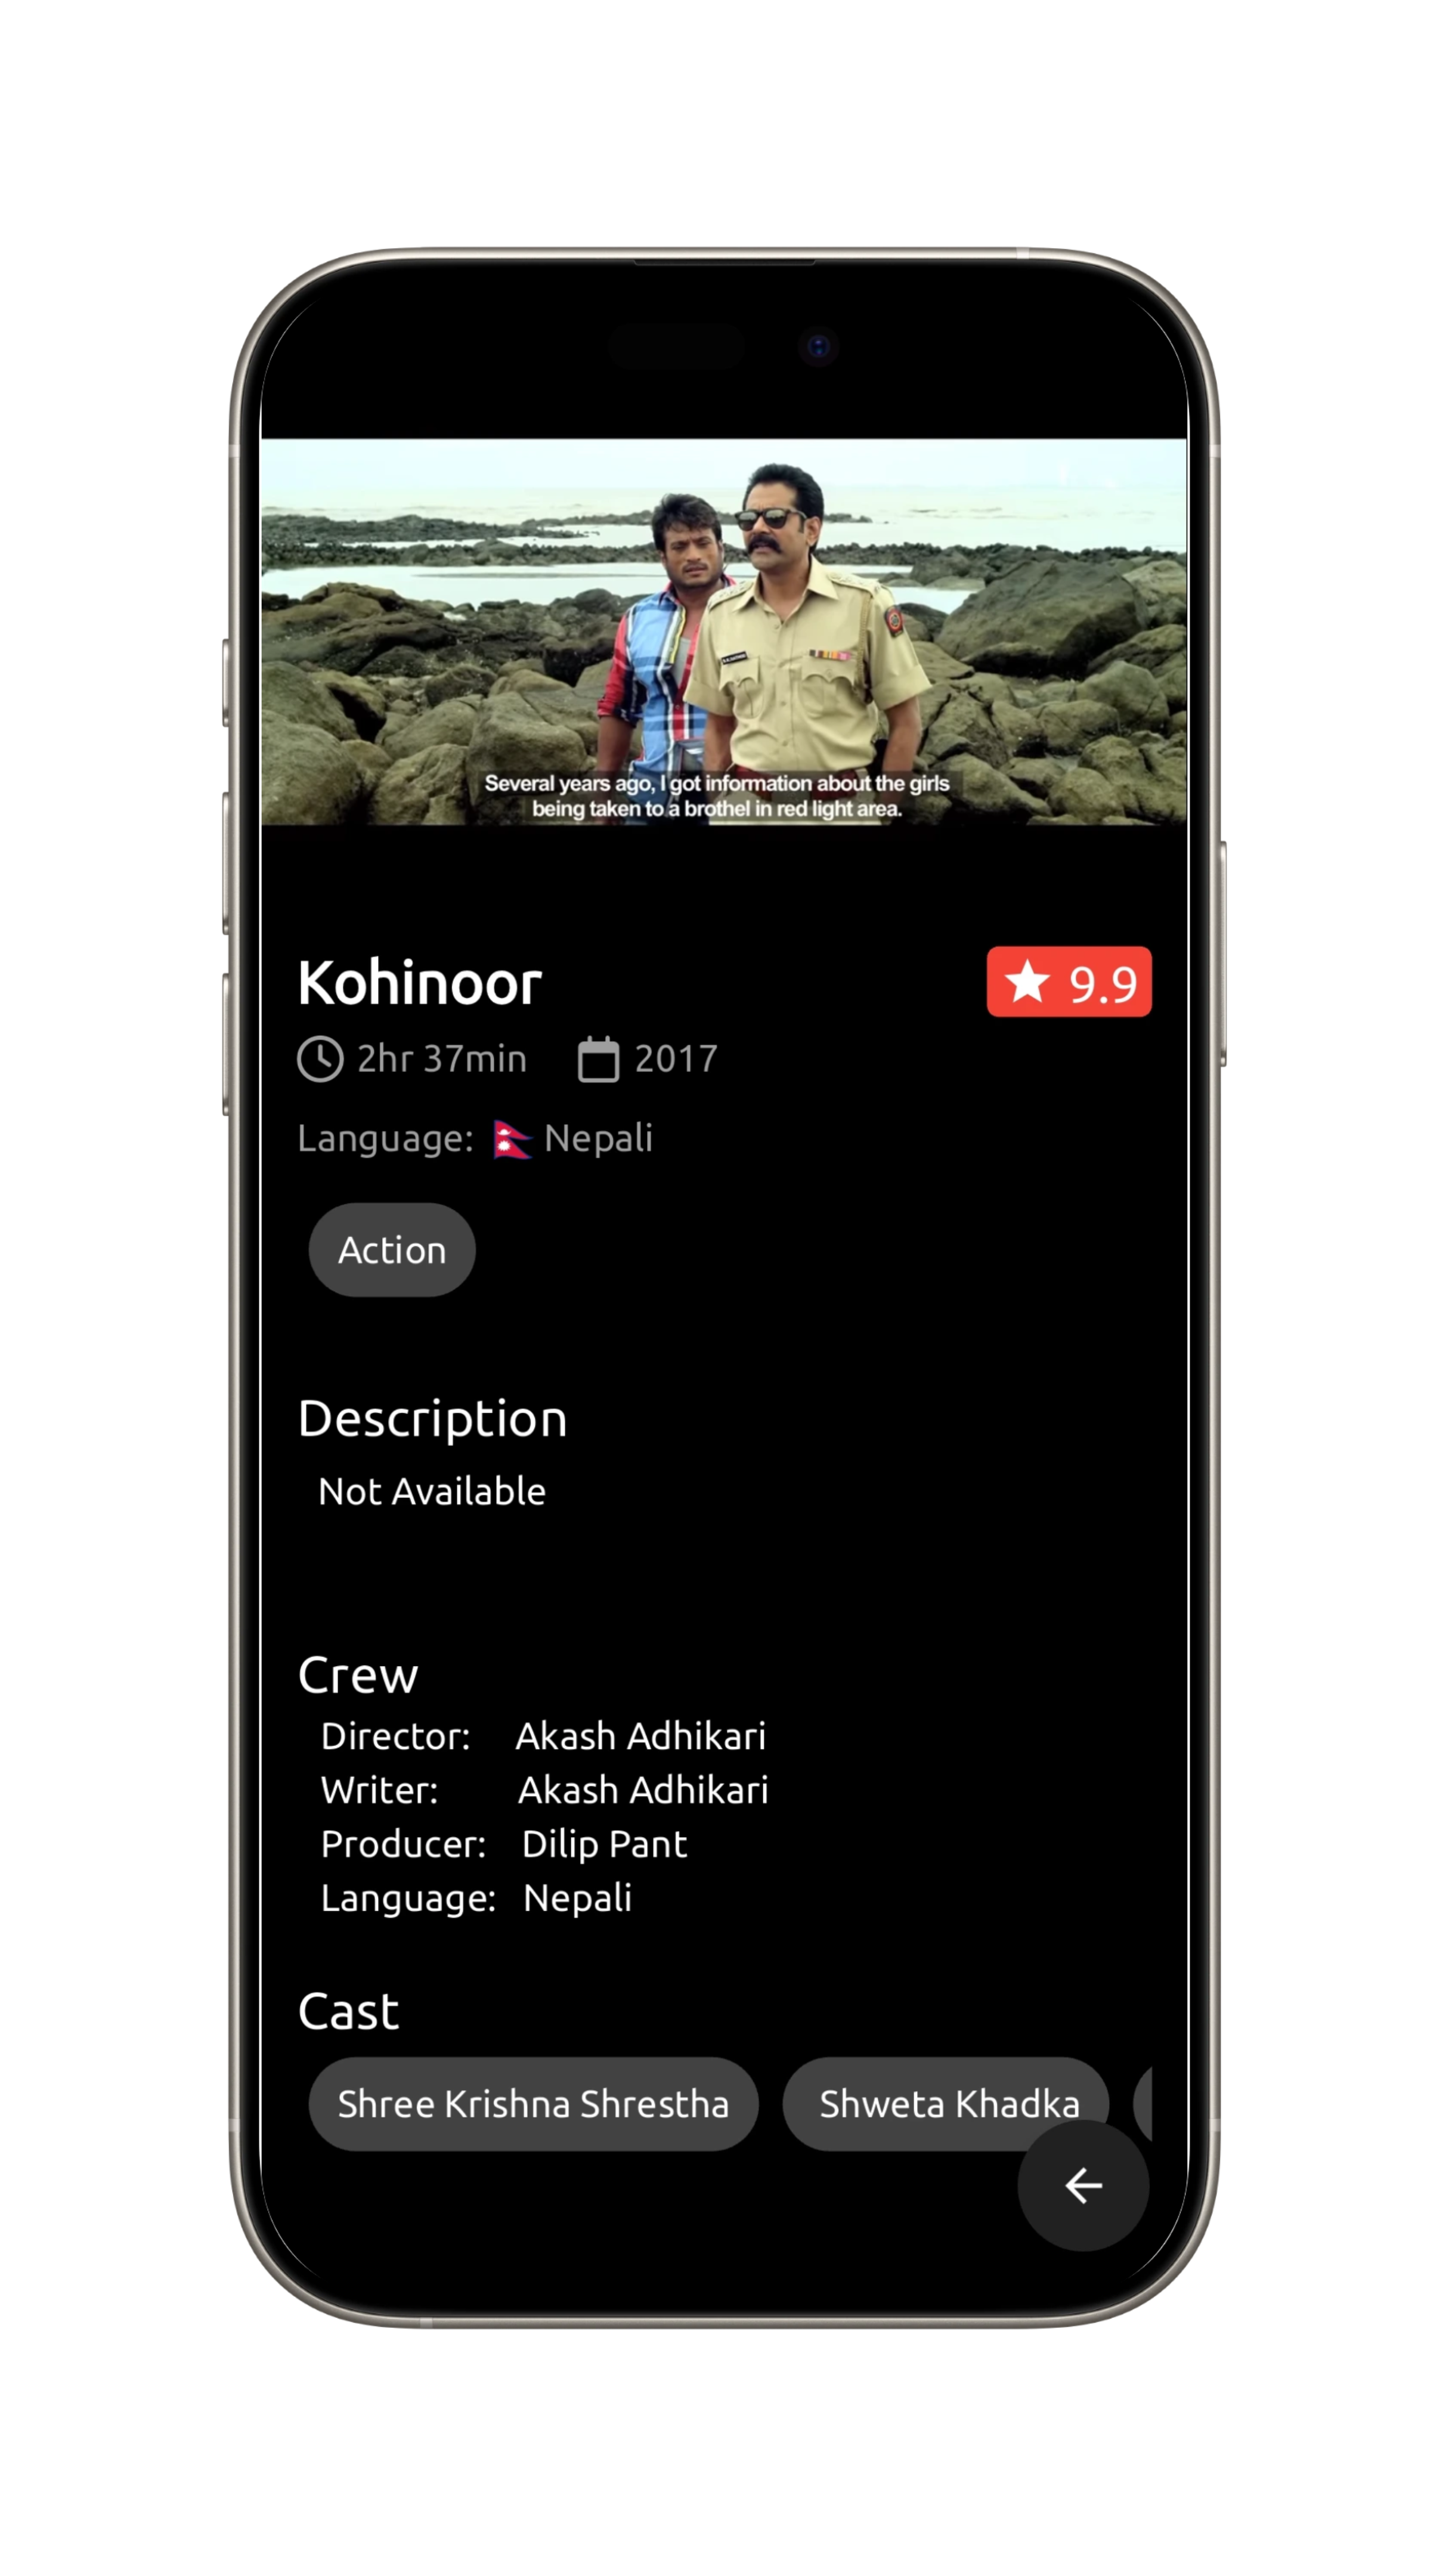 Several years ago, I got information about the girls
being taken to a brothel in red light area.
Kohinoor
9.9
2hr 37min 2017
Language: 🇳🇵 Nepali
Action
Description
Not Available
Crew
Director: Akash Adhikari
Writer: Akash Adhikari
Producer: Dilip Pant
Language: Nepali
Cast
Shree Krishna Shrestha Shweta Khadka